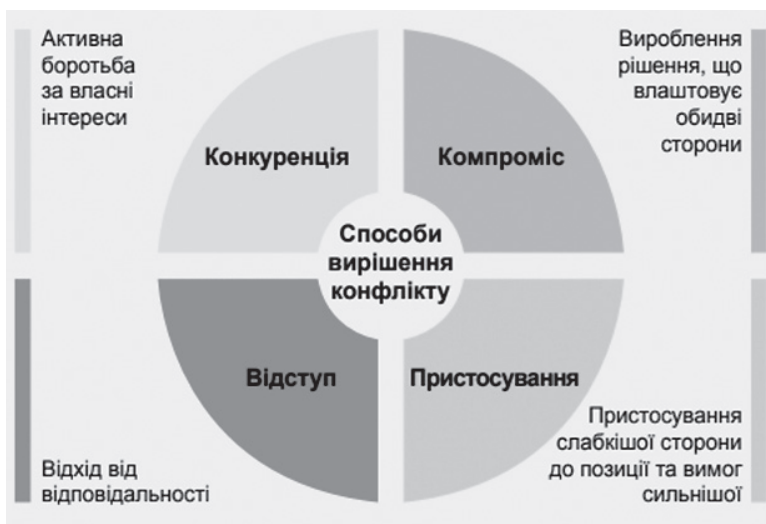 Активна
боротьба
за власні
інтереси
Вироблення
рішення, що
влаштовує
обидві
сторони
Конкуренція
Компроміс
Способи
вирішення
конфлікту
Відступ
Пристосування
Відхід від
відповідальності
Пристосування
слабкішої сторони
до позиції та вимог
сильнішої